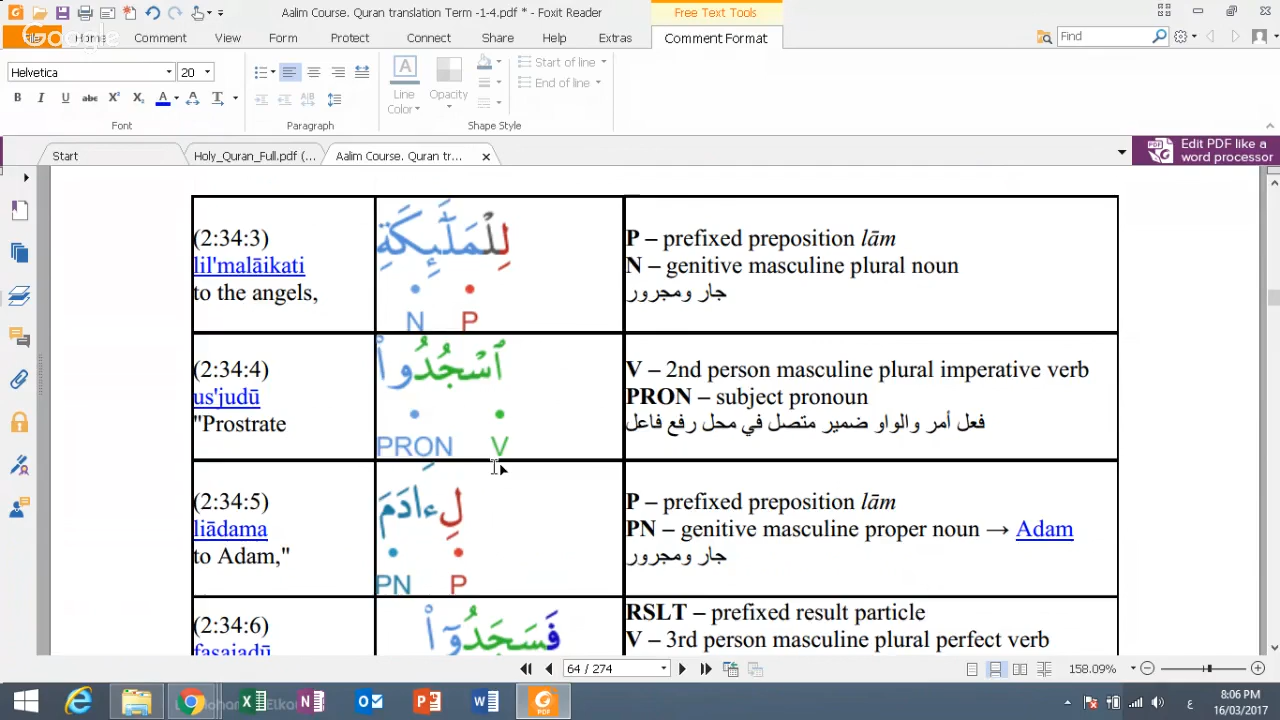 Aalim Course. Quran translation Term -1-4.pdf * - Foxit Reader
Free Text Tools
Google
File Home Comment View Form Protect Connect Share Help Extras Comment Format
Find
Helvetica 20
Line Color
Opacity
Start of line
End of line
Font Paragraph Shape Style
Start
Holy_Quran_Full.pdf (...
Aalim Course. Quran tr...
Edit PDF like a word processor
(2:34:3)
lil'malāikati
to the angels,
لِلْمَلَٰٓئِكَةِ
N P
P – prefixed preposition lām
N – genitive masculine plural noun
جار ومجرور
(2:34:4)
us'judū
"Prostrate
ٱسْجُدُوا۟
PRON V
V – 2nd person masculine plural imperative verb
PRON – subject pronoun
فعل أمر والواو ضمير متصل في محل رفع فاعل
(2:34:5)
liādama
to Adam,"
لِءَادَمَ
PN P
P – prefixed preposition lām
PN – genitive masculine proper noun → Adam
جار ومجرور
(2:34:6)
fasajadū
فَسَجَدُوٓا۟
RSLT – prefixed result particle
V – 3rd person masculine plural perfect verb
64 / 274
158.09%
8:06 PM
16/03/2017